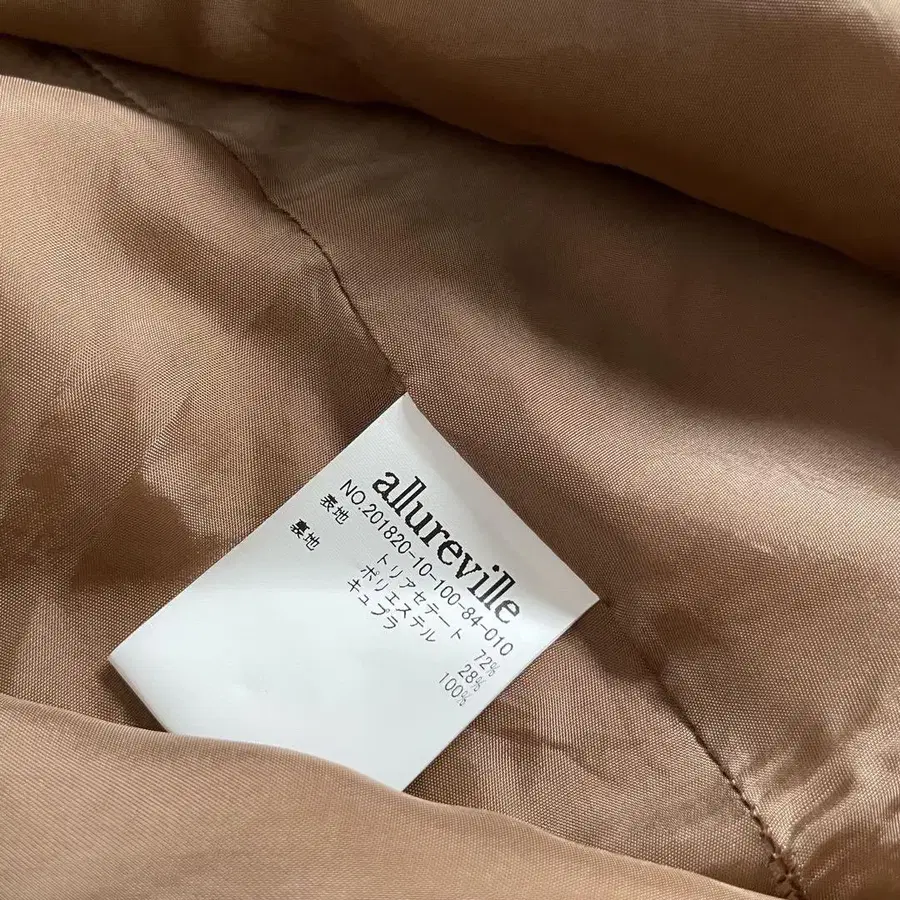 allureville
NO.201820-10-100-84-010
表地 トリアセテート 72%
ポリエステル 28%
裏地 キュプラ 100%